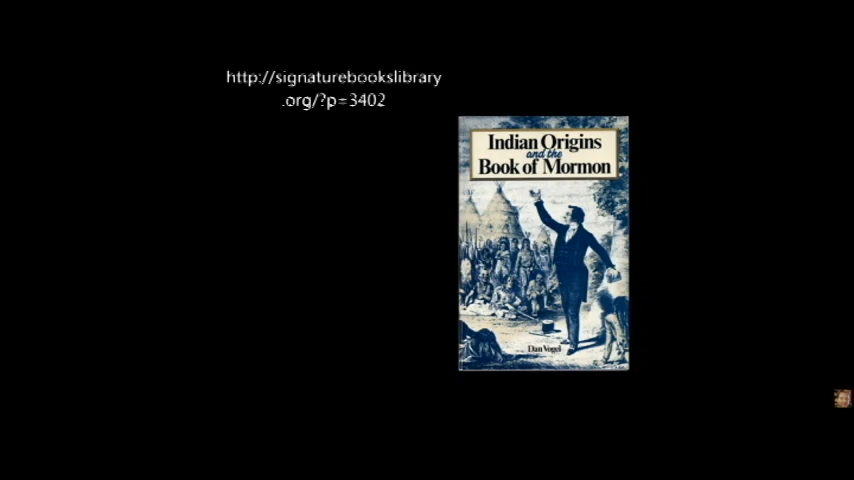 http://signaturebookslibrary
.org/?p=3402
Indian Origins
and the
Book of Mormon
Dan Vogel